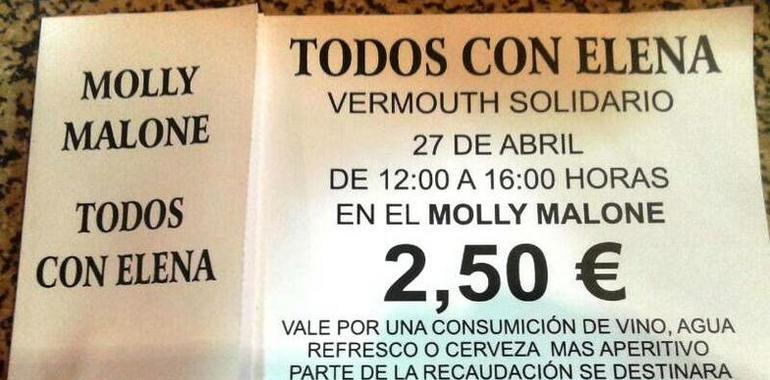 MOLLY
MALONE
TODOS
CON ELENA
TODOS CON ELENA
VERMOUTH SOLIDARIO
27 DE ABRIL
DE 12:00 A 16:00 HORAS
EN EL MOLLY MALONE
2,50 €
VALE POR UNA CONSUMICIÓN DE VINO, AGUA
REFRESCO O CERVEZA MAS APERITIVO
PARTE DE LA RECAUDACIÓN SE DESTINARA